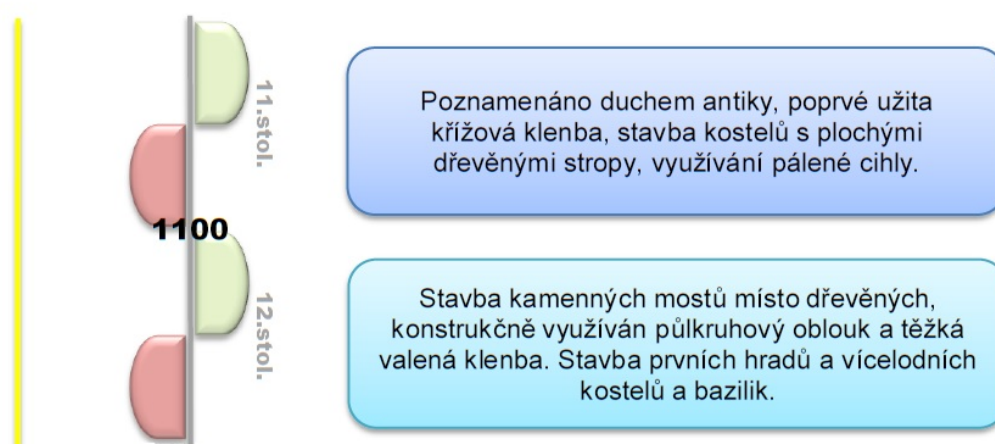 11.stol.
Poznamenáno duchem antiky, poprvé užita
křížová klenba, stavba kostelů s plochými
dřevěnými stropy, využívání pálené cihly.
1100
12.stol.
Stavba kamenných mostů místo dřevěných,
konstrukčně využíván půlkruhový oblouk a těžká
valená klenba. Stavba prvních hradů a vícelodních
kostelů a bazilik.